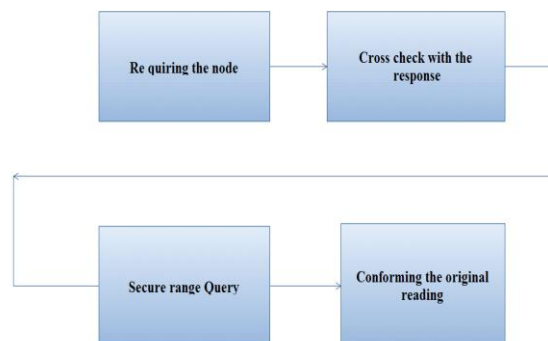 Re quiring the node
Cross check with the
response
Secure range Query
Conforming the original
reading